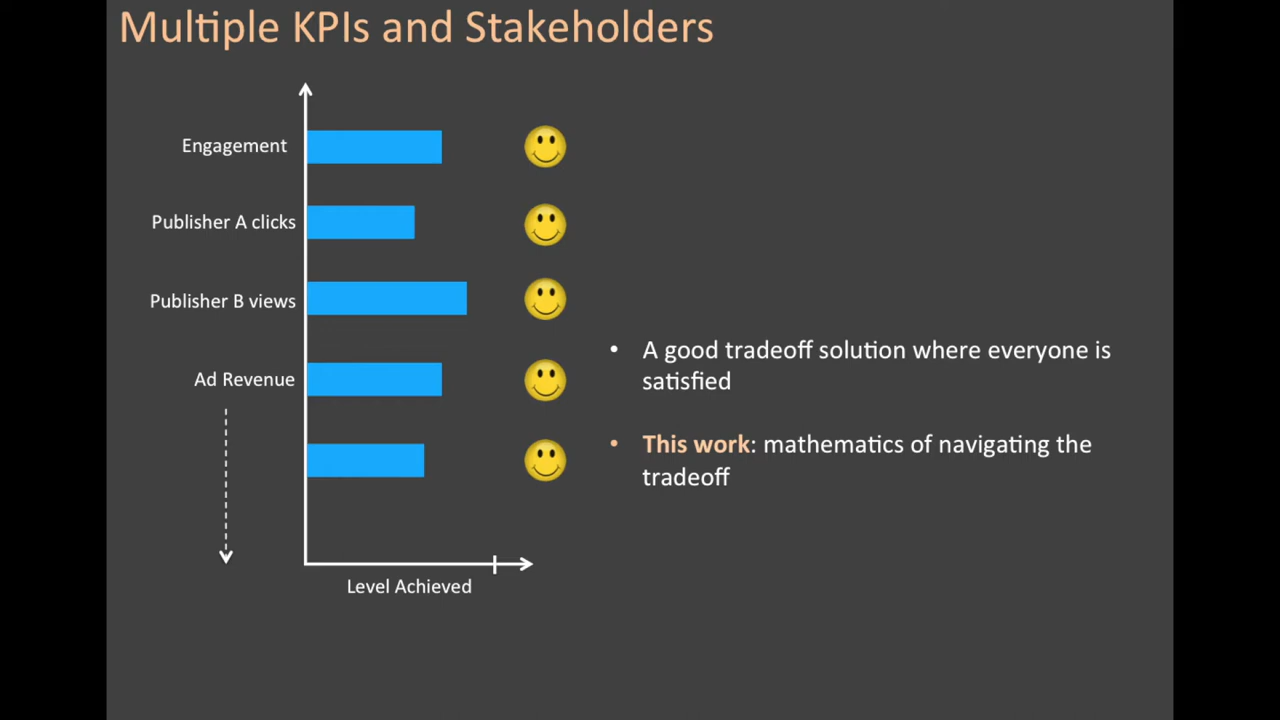 Multiple KPIs and Stakeholders
Engagement
Publisher A clicks
Publisher B views
Ad Revenue
Level Achieved
• A good tradeoff solution where everyone is
satisfied
• This work: mathematics of navigating the
tradeoff